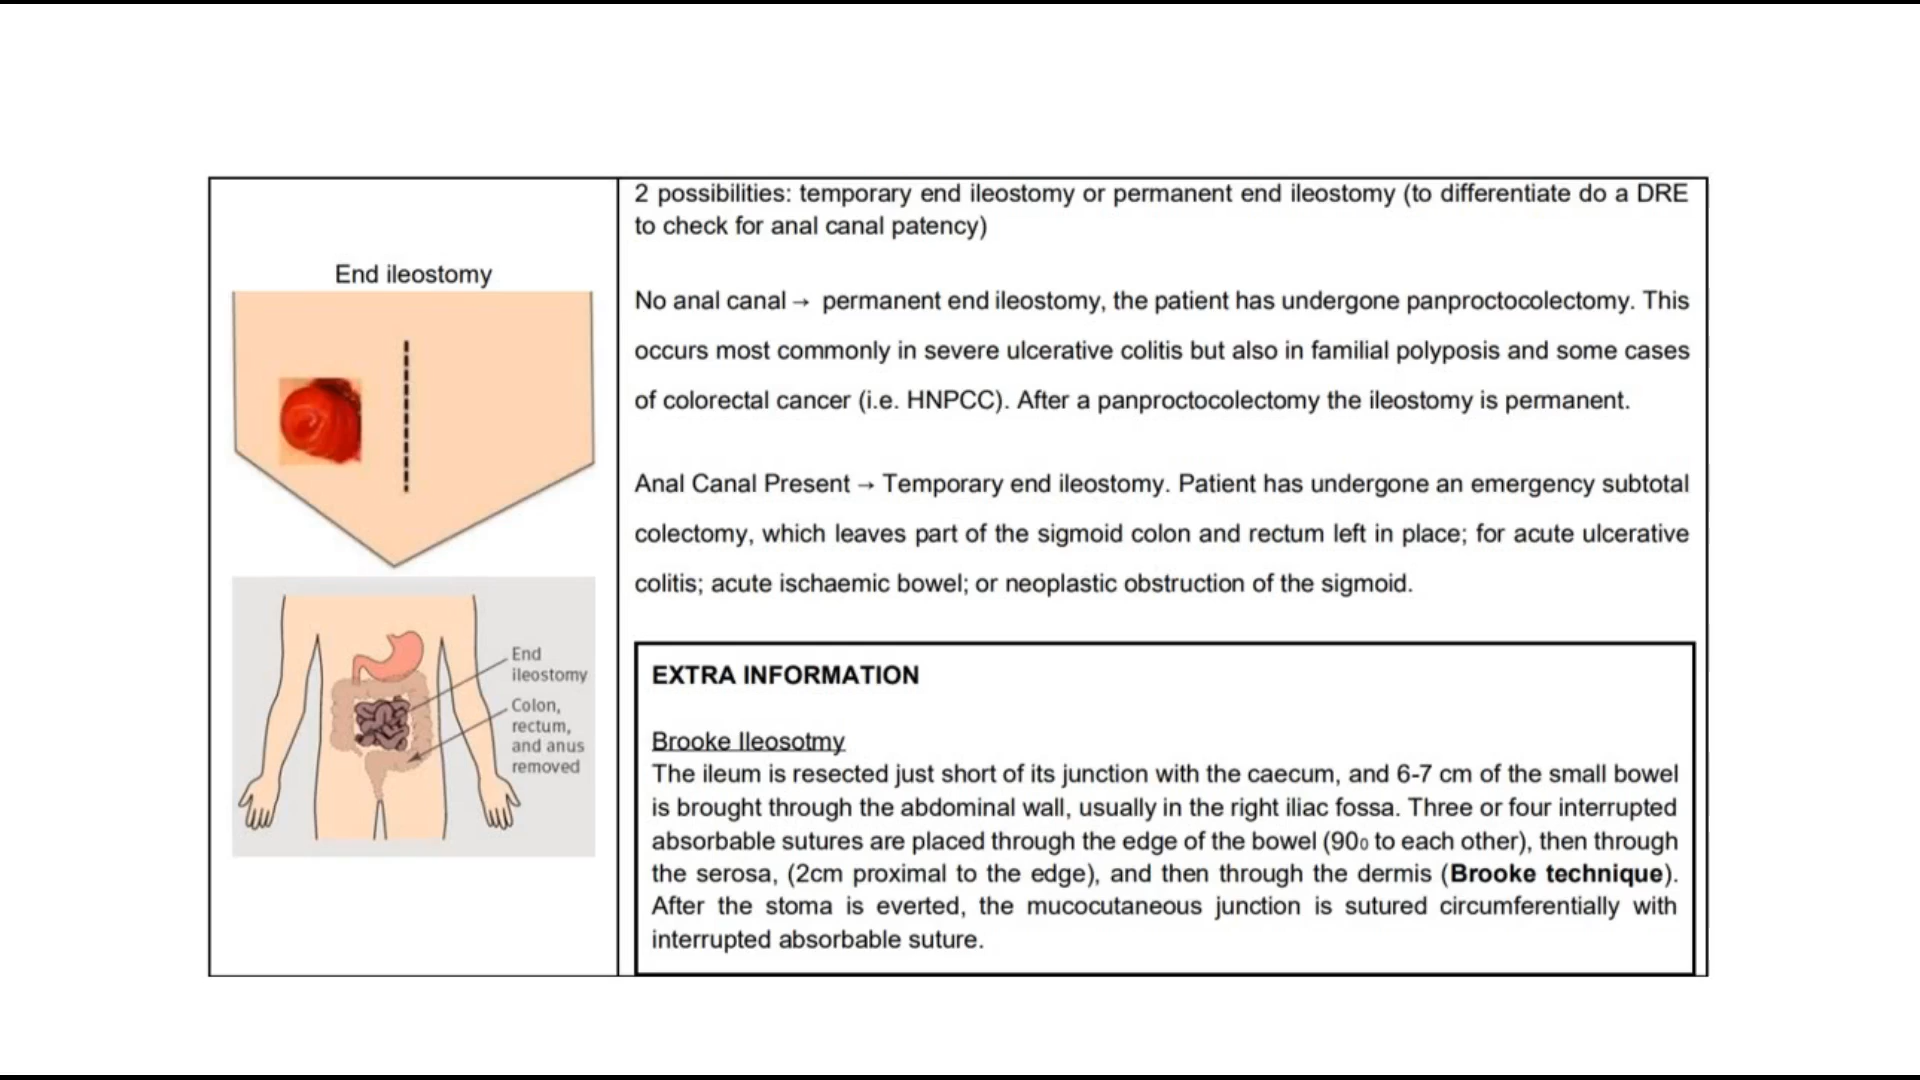 End ileostomy
End
ileostomy
Colon,
rectum,
and anus
removed
2 possibilities: temporary end ileostomy or permanent end ileostomy (to differentiate do a DRE
to check for anal canal patency)
No anal canal → permanent end ileostomy, the patient has undergone panproctocolectomy. This
occurs most commonly in severe ulcerative colitis but also in familial polyposis and some cases
of colorectal cancer (i.e. HNPCC). After a panproctocolectomy the ileostomy is permanent.
Anal Canal Present → Temporary end ileostomy. Patient has undergone an emergency subtotal
colectomy, which leaves part of the sigmoid colon and rectum left in place; for acute ulcerative
colitis; acute ischaemic bowel; or neoplastic obstruction of the sigmoid.
EXTRA INFORMATION
Brooke Ileosotmy
The ileum is resected just short of its junction with the caecum, and 6-7 cm of the small bowel
is brought through the abdominal wall, usually in the right iliac fossa. Three or four interrupted
absorbable sutures are placed through the edge of the bowel (90₀ to each other), then through
the serosa, (2cm proximal to the edge), and then through the dermis (Brooke technique).
After the stoma is everted, the mucocutaneous junction is sutured circumferentially with
interrupted absorbable suture.